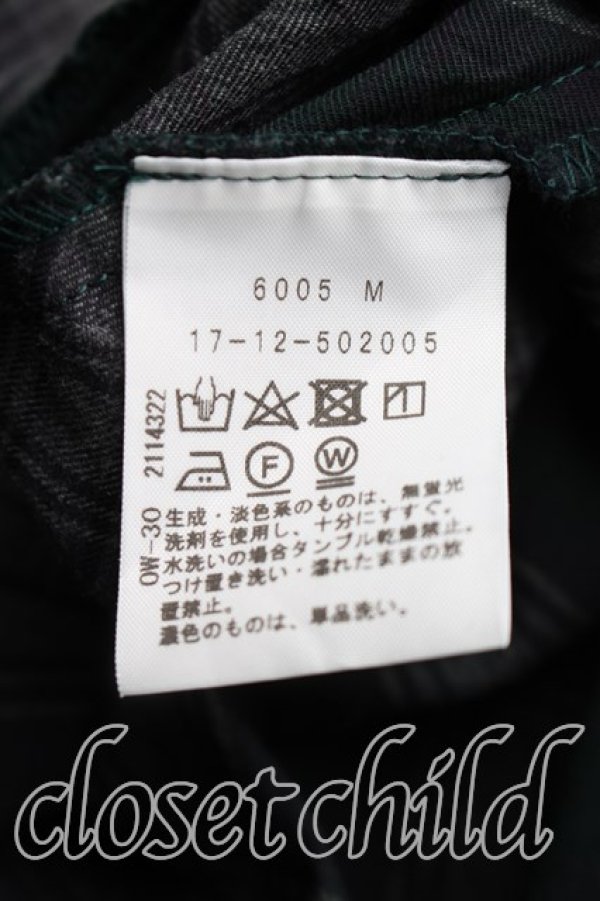 6005 M
17-12-502005
OW-30 2114322
F W
生成・淡色系のものは、無蛍光
洗剤を使用し、十分にすすぐ。
水洗いの場合タンブル乾燥禁止。
つけ置き洗い・濡れたままの放
置禁止。
濃色のものは、単品洗い。
closet child